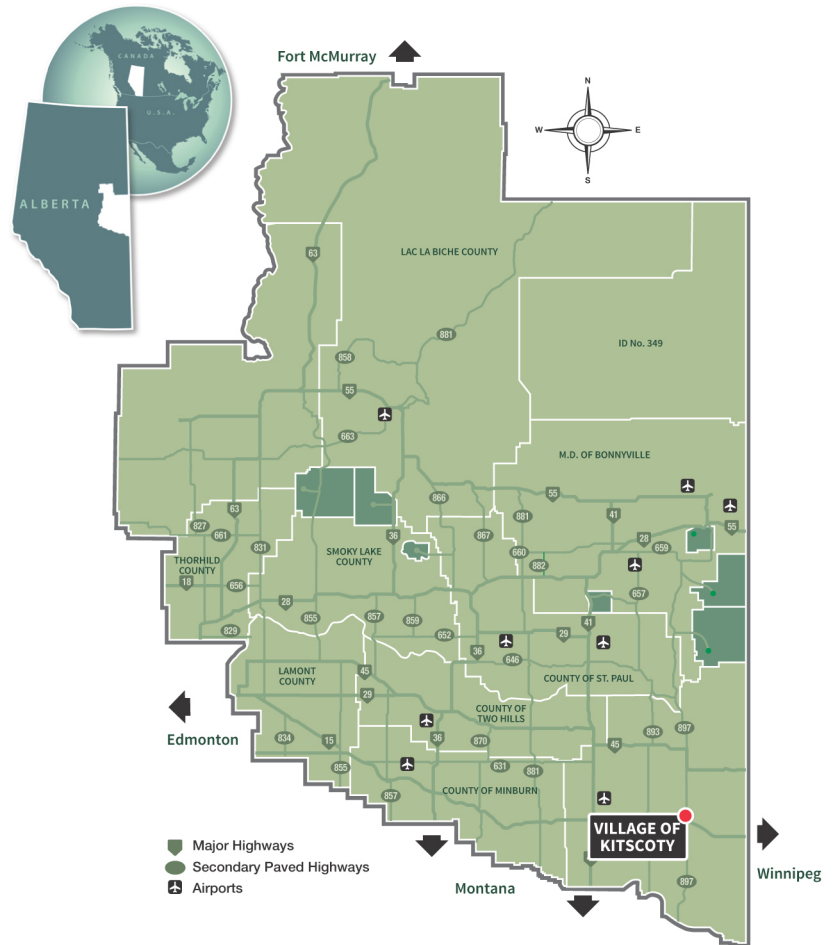 Fort McMurray
CANADA
U.S.A.
ALBERTA
N
W
E
S
63
LAC LA BICHE COUNTY
881
ID No. 349
858
55
663
M.D. OF BONNYVILLE
866
55
63
827
661
831
36
881
867
41
28
659
55
660
882
THORHILD
COUNTY
SMOKY LAKE
COUNTY
18
656
657
28
855
857
859
829
652
41
29
36
646
LAMONT
COUNTY
45
29
COUNTY OF ST. PAUL
COUNTY OF
TWO HILLS
Edmonton
834
15
36
870
45
893
897
855
631
881
857
COUNTY OF MINBURN
VILLAGE OF
KITSCOTY
Major Highways
Secondary Paved Highways
Airports
Montana
Winnipeg
897